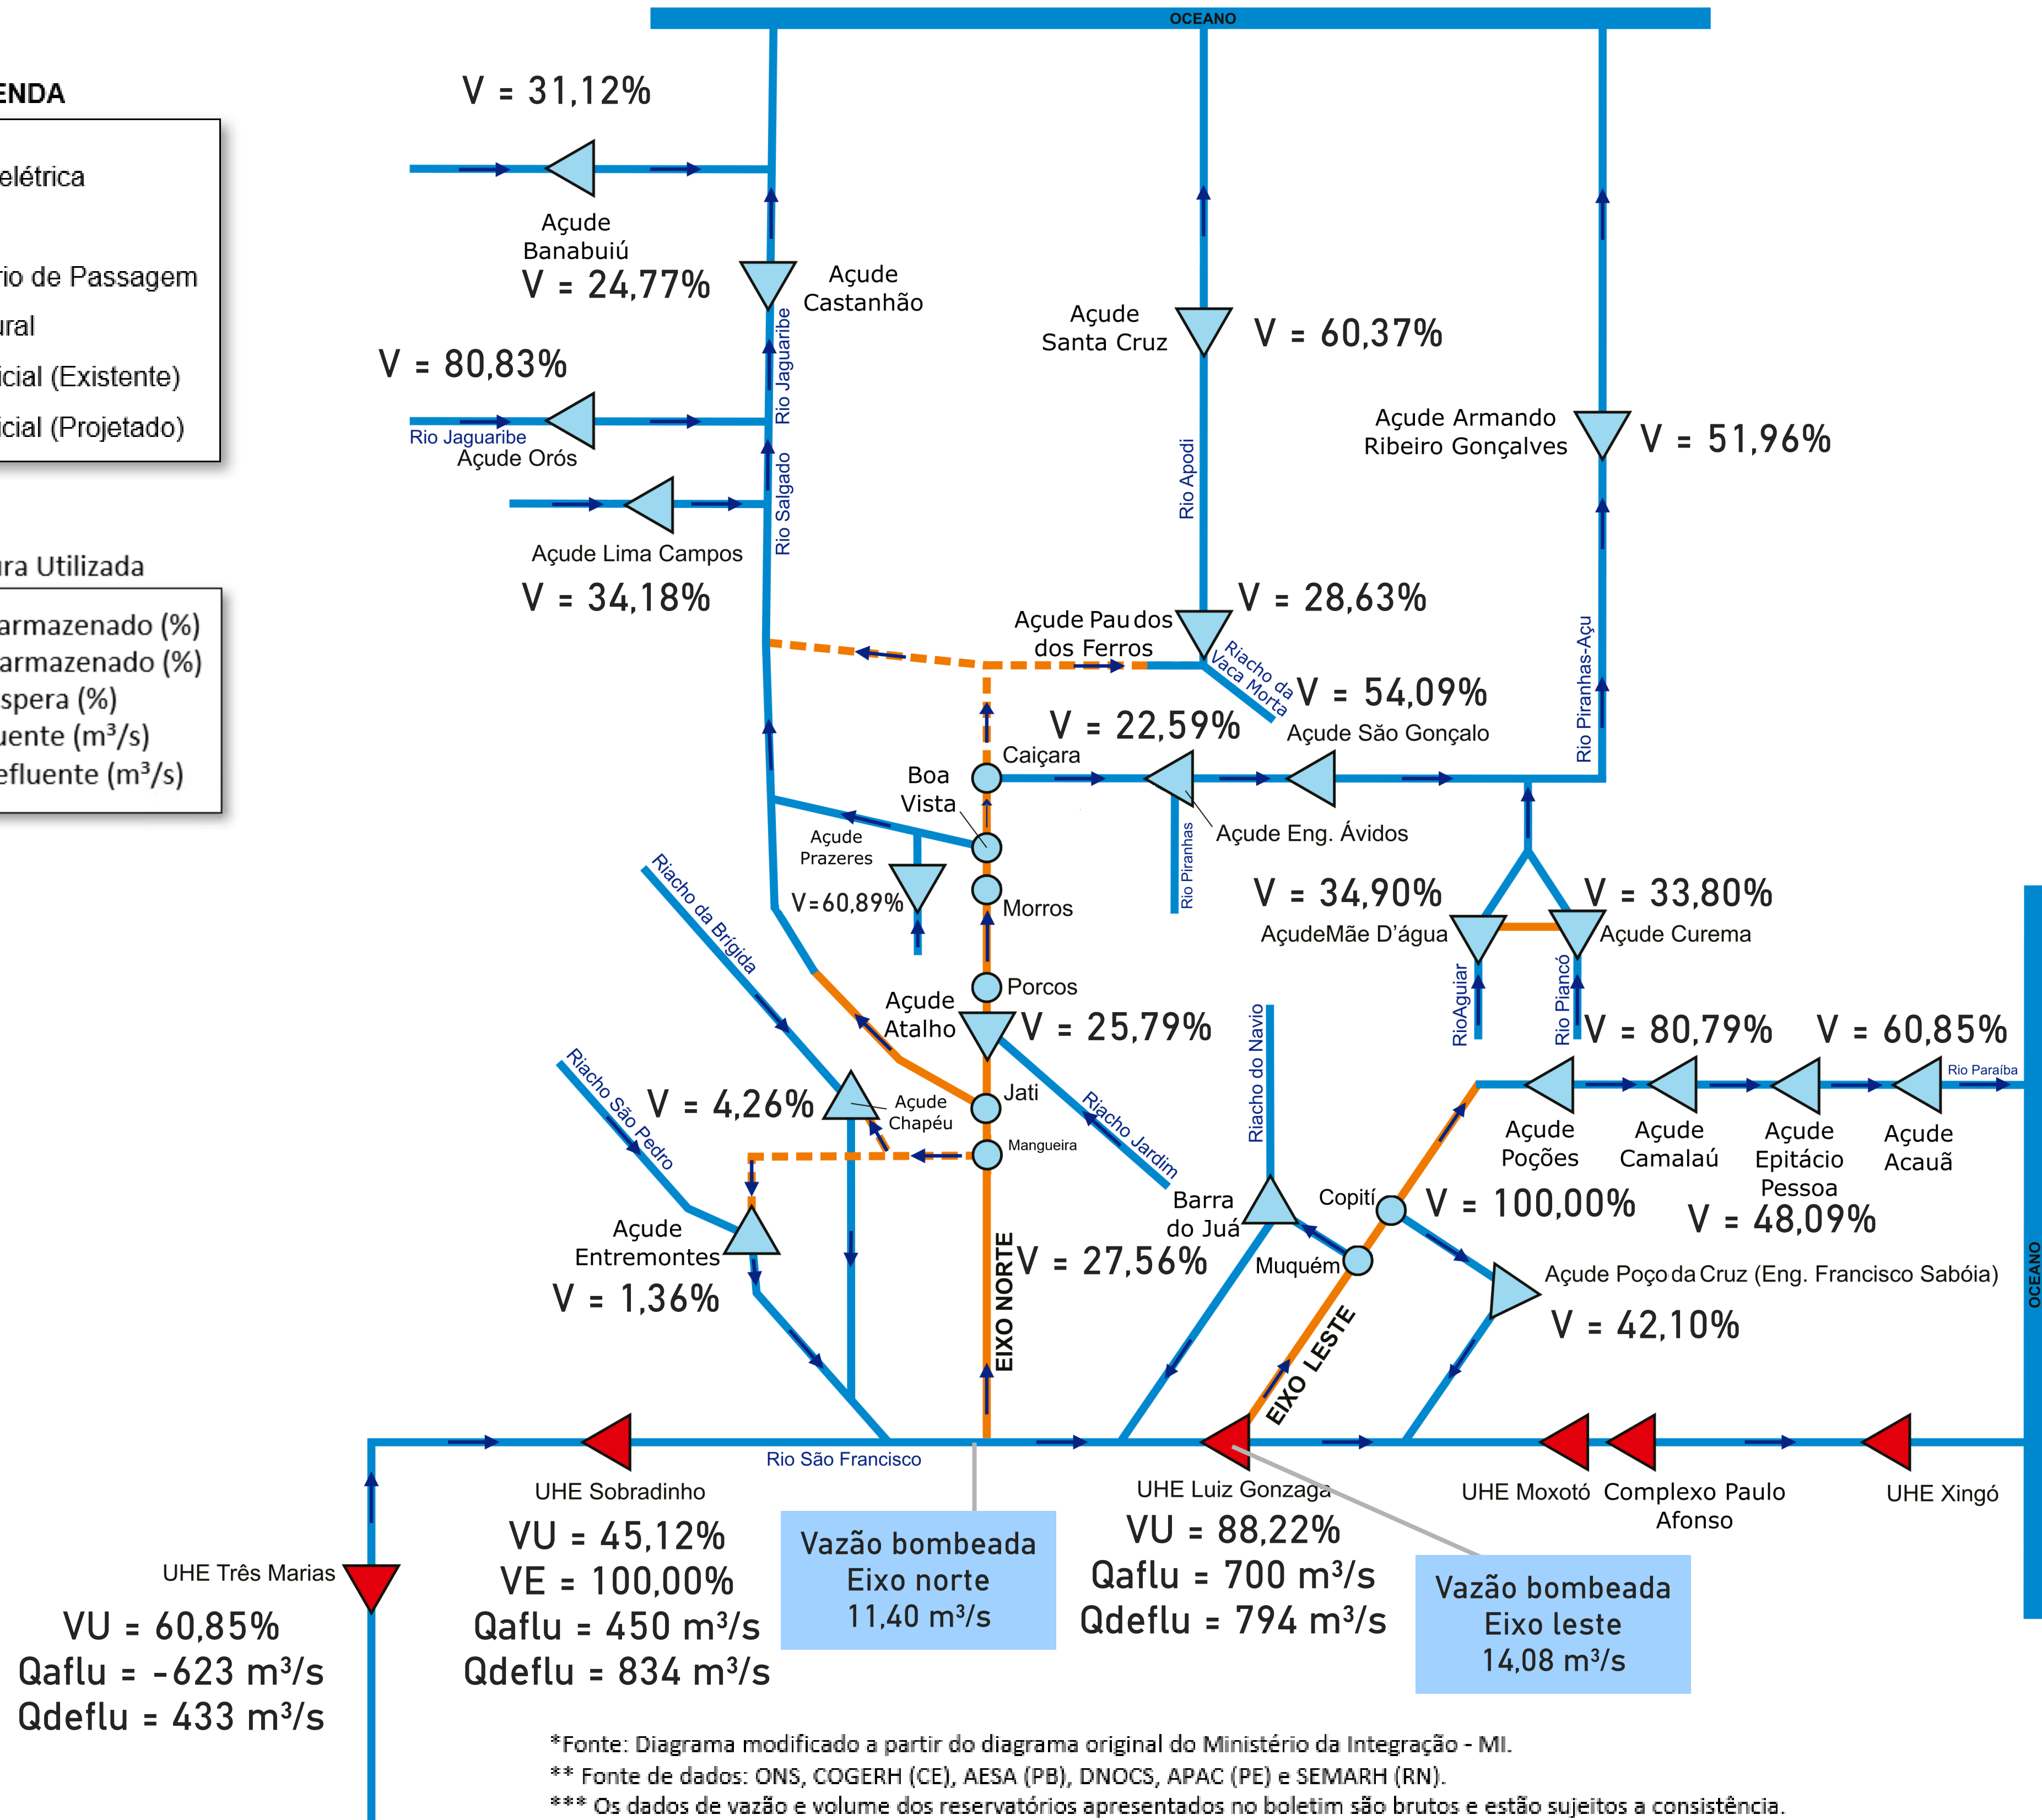 OCEANO
ENDA
elétrica
rio de Passagem
ural
icial (Existente)
icial (Projetado)
ura Utilizada
armazenado (%)
armazenado (%)
spera (%)
uente (m³/s)
efluente (m³/s)
V = 31,12%
Açude
Banabuiú
V = 24,77%
Açude
Castanhão
Rio Jaguaribe
V = 80,83%
Rio Jaguaribe
Açude Orós
Rio Salgado
Açude Lima Campos
V = 34,18%
Açude
Santa Cruz
V = 60,37%
Rio Apodi
Açude Armando
Ribeiro Gonçalves
V = 51,96%
Rio Piranhas-Açu
V = 28,63%
Açude Pau dos
dos Ferros
Riacho da
Vaca Morta
V = 54,09%
Açude São Gonçalo
V = 22,59%
Caiçara
Boa
Vista
Açude Eng. Ávidos
Rio Piranhas
Açude
Prazeres
V=60,89%
Morros
Porcos
Riacho da Brígida
Açude
Atalho
V = 25,79%
V = 34,90%
AçudeMãe D'água
V = 33,80%
Açude Curema
RioAguiar
Rio Piancó
V = 80,79%
V = 60,85%
Rio Paraíba
Riacho São Pedro
V = 4,26%
Açude
Chapéu
Jati
Mangueira
Riacho Jardim
Riacho do Navio
Açude
Poções
Açude
Camalaú
Açude
Epitácio
Pessoa
Açude
Acauã
V = 100,00%
V = 48,09%
Barra
do Juá
Copití
Muquém
V = 27,56%
Açude
Entremontes
V = 1,36%
EIXO NORTE
EIXO LESTE
Açude Poço da Cruz (Eng. Francisco Sabóia)
V = 42,10%
OCEANO
Rio São Francisco
UHE Sobradinho
VU = 45,12%
VE = 100,00%
Qaflu = 450 m³/s
Qdeflu = 834 m³/s
Vazão bombeada
Eixo norte
11,40 m³/s
UHE Luiz Gonzaga
VU = 88,22%
Qaflu = 700 m³/s
Qdeflu = 794 m³/s
Vazão bombeada
Eixo leste
14,08 m³/s
UHE Moxotó
Complexo Paulo
Afonso
UHE Xingó
UHE Três Marias
VU = 60,85%
Qaflu = -623 m³/s
Qdeflu = 433 m³/s
*Fonte: Diagrama modificado a partir do diagrama original do Ministério da Integração - MI.
** Fonte de dados: ONS, COGERH (CE), AESA (PB), DNOCS, APAC (PE) e SEMARH (RN).
*** Os dados de vazão e volume dos reservatórios apresentados no boletim são brutos e estão sujeitos a consistência.